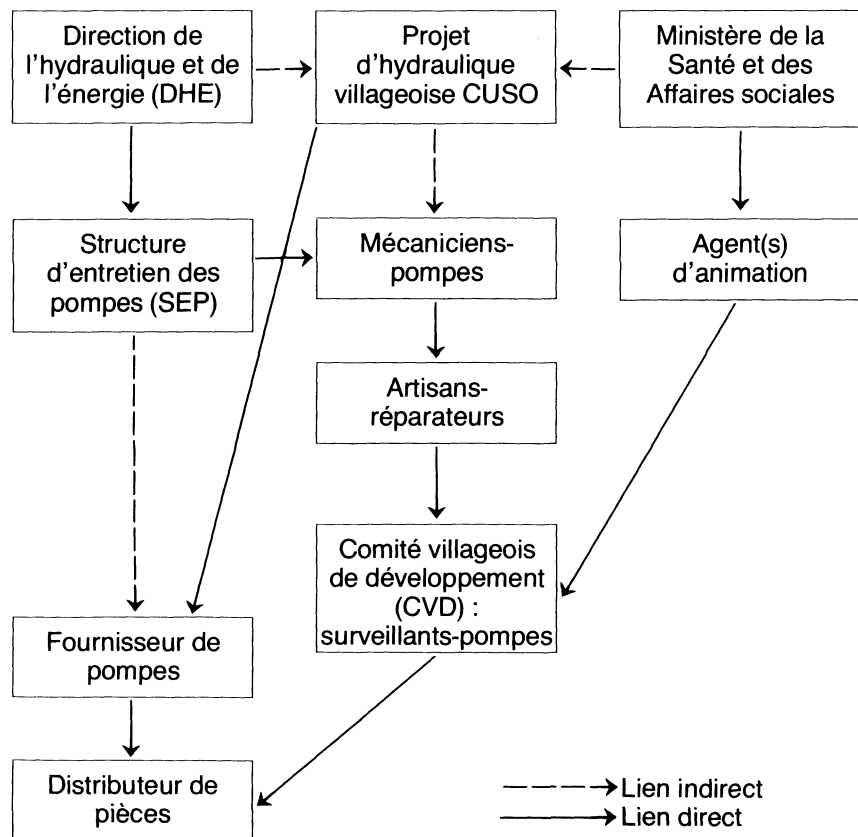 Direction de
l'hydraulique et de
l'énergie (DHE)
Projet
d'hydraulique
villageoise CUSO
Ministère de la
Santé et des
Affaires sociales
Structure
d'entretien des
pompes (SEP)
Mécaniciens-
pompes
Agent(s)
d'animation
Artisans-
réparateurs
Comité villageois
de développement
(CVD) :
surveillants-pompes
Fournisseur de
pompes
Distributeur de
pièces
Lien indirect
Lien direct